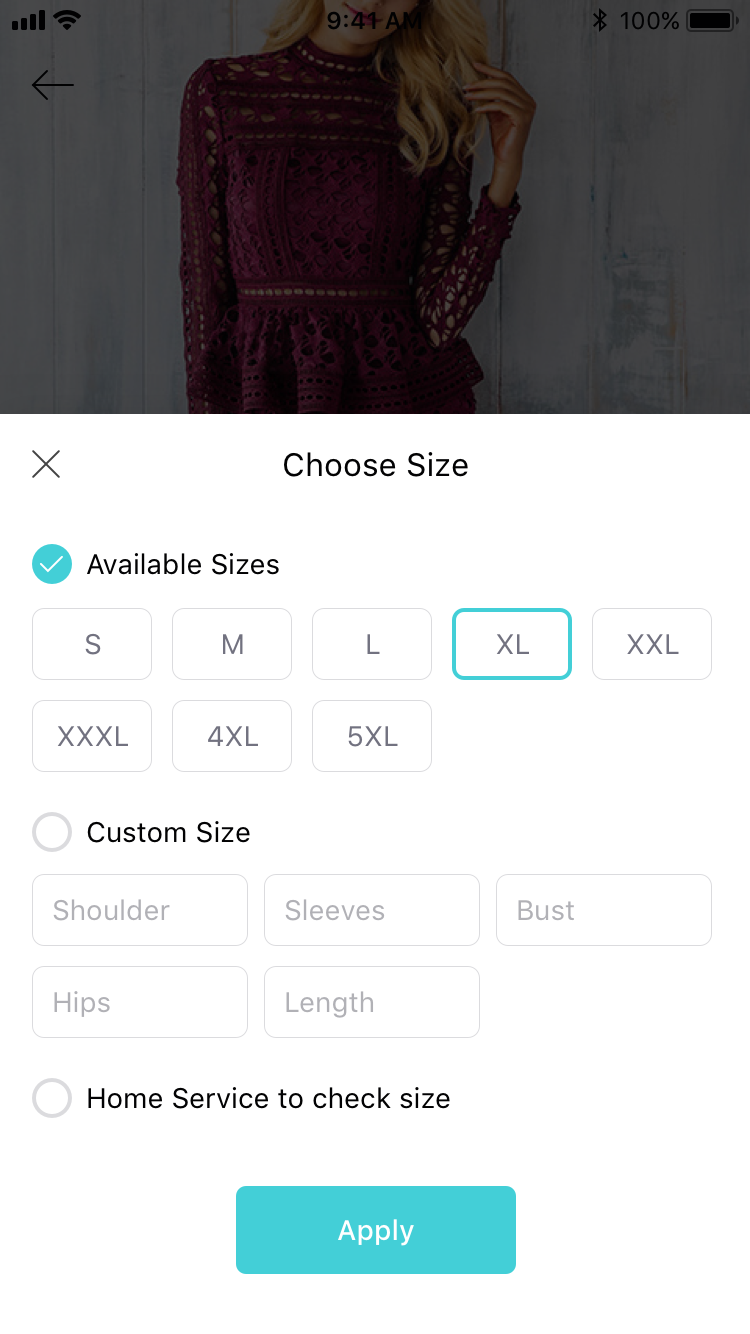 9:41 AM 100%
Choose Size
Available Sizes
S M L XL XXL
XXXL 4XL 5XL
Custom Size
Shoulder Sleeves Bust
Hips Length
Home Service to check size
Apply